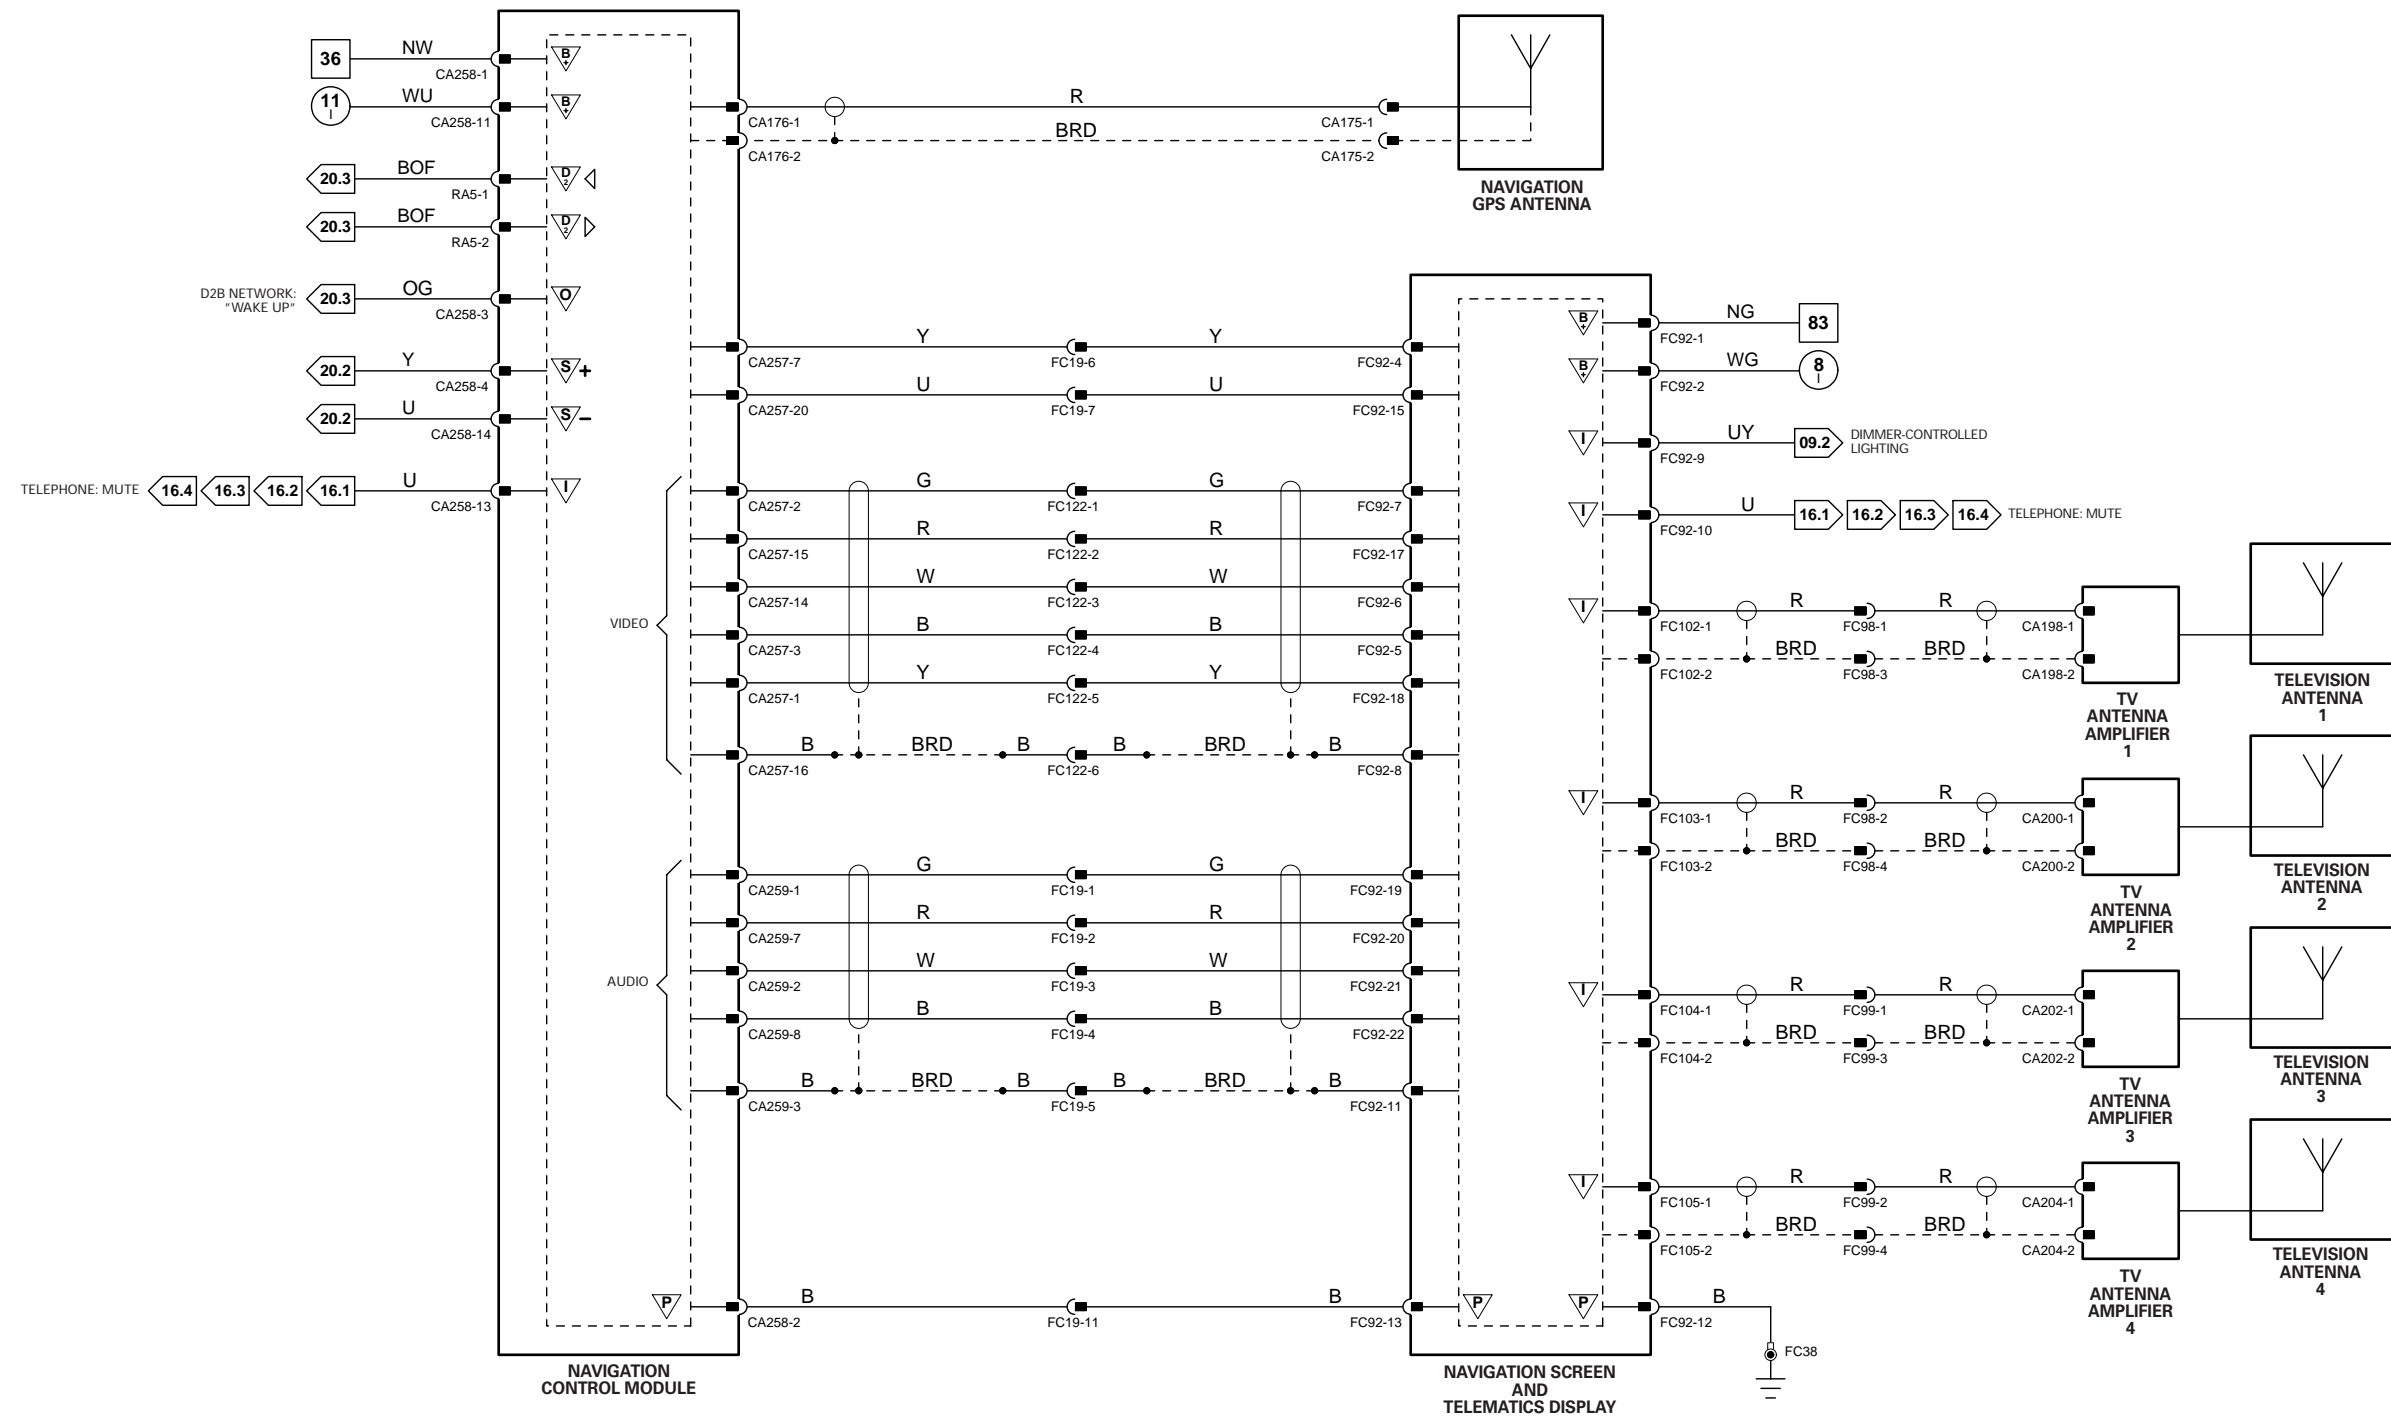 36
NW
CA258-1
B
+
11
I
WU
CA258-11
B
+
20.3
BOF
RA5-1
D
2
20.3
BOF
RA5-2
D
2
D2B NETWORK:
"WAKE UP"
20.3
OG
CA258-3
O
20.2
Y
CA258-4
S
+
20.2
U
CA258-14
S
–
TELEPHONE: MUTE
16.4
16.3
16.2
16.1
U
CA258-13
I
CA176-1
R
CA175-1
CA176-2
BRD
CA175-2
NAVIGATION
GPS ANTENNA
CA257-7
Y
FC19-6
Y
FC92-4
CA257-20
U
FC19-7
U
FC92-15
VIDEO
CA257-2
G
FC122-1
G
FC92-7
CA257-15
R
FC122-2
R
FC92-17
CA257-14
W
FC122-3
W
FC92-6
CA257-3
B
FC122-4
B
FC92-5
CA257-1
Y
FC122-5
Y
FC92-18
CA257-16
B
BRD
B
FC122-6
B
BRD
B
FC92-8
AUDIO
CA259-1
G
FC19-1
G
FC92-19
CA259-7
R
FC19-2
R
FC92-20
CA259-2
W
FC19-3
W
FC92-21
CA259-8
B
FC19-4
B
FC92-22
CA259-3
B
BRD
B
FC19-5
B
BRD
B
FC92-11
P
CA258-2
B
FC19-11
B
FC92-13
P
NAVIGATION
CONTROL MODULE
B
+
FC92-1
NG
83
B
+
FC92-2
WG
8
I
I
FC92-9
UY
09.2
DIMMER-CONTROLLED
LIGHTING
I
FC92-10
U
16.1
16.2
16.3
16.4
TELEPHONE: MUTE
I
FC102-1
R
FC98-1
R
CA198-1
FC102-2
BRD
FC98-3
BRD
CA198-2
TV
ANTENNA
AMPLIFIER
1
TELEVISION
ANTENNA
1
I
FC103-1
R
FC98-2
R
CA200-1
FC103-2
BRD
FC98-4
BRD
CA200-2
TV
ANTENNA
AMPLIFIER
2
TELEVISION
ANTENNA
2
I
FC104-1
R
FC99-1
R
CA202-1
FC104-2
BRD
FC99-3
BRD
CA202-2
TV
ANTENNA
AMPLIFIER
3
TELEVISION
ANTENNA
3
I
FC105-1
R
FC99-2
R
CA204-1
FC105-2
BRD
FC99-4
BRD
CA204-2
TV
ANTENNA
AMPLIFIER
4
TELEVISION
ANTENNA
4
P
FC92-12
B
FC38
NAVIGATION SCREEN
AND
TELEMATICS DISPLAY